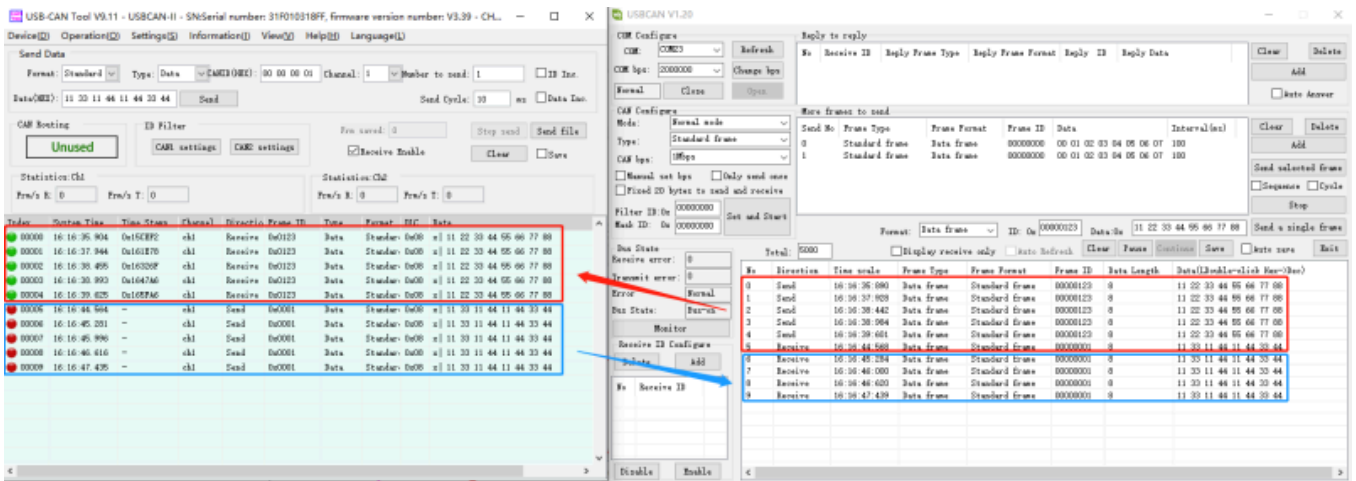 USB-CAN Tool V9.11 - USBCAN-II - SN:Serial number: 31F010318FF, firmware version number: V3.39 - CH...
Device(D) Operation(O) Settings(S) Information(I) View(V) Help(H) Language(L)
Send Data
Format: Standard Type: Data CANID(HEX): 00 00 00 01 Channel: 1 Number to send: 1 ID Inc.
Data(HEX): 11 33 11 44 11 44 33 44 Send Send Cycle: 10 ms Data Inc.
CAN Routing ID Filter
Unused CAN1 settings CAN2 settings
Frm saved: 0 Stop send Send file
Receive Enable Clear Save
Statistics:Ch1 Statistics:Ch2
Frm/s R: 0 Frm/s T: 0 Frm/s R: 0 Frm/s T: 0
Index System Time Time Stamp Channel Directio Frame ID Type Format DLC Data
00000 16:16:35.904 ch1 Receive 0x0123 Data Standar 0x08 x| 11 22 33 44 55 66 77 88
00001 16:16:37.944 ch1 Receive 0x0123 Data Standar 0x08 x| 11 22 33 44 55 66 77 88
00002 16:16:38.455 ch1 Receive 0x0123 Data Standar 0x08 x| 11 22 33 44 55 66 77 88
00003 16:16:38.993 ch1 Receive 0x0123 Data Standar 0x08 x| 11 22 33 44 55 66 77 88
00004 16:16:39.625 ch1 Receive 0x0123 Data Standar 0x08 x| 11 22 33 44 55 66 77 88
00005 16:16:44.564 - ch1 Send 0x0001 Data Standar 0x08 x| 11 33 11 44 11 44 33 44
00006 16:16:45.281 - ch1 Send 0x0001 Data Standar 0x08 x| 11 33 11 44 11 44 33 44
00007 16:16:45.996 - ch1 Send 0x0001 Data Standar 0x08 x| 11 33 11 44 11 44 33 44
00008 16:16:46.616 - ch1 Send 0x0001 Data Standar 0x08 x| 11 33 11 44 11 44 33 44
00009 16:16:47.435 - ch1 Send 0x0001 Data Standar 0x08 x| 11 33 11 44 11 44 33 44
USBCAN V1.20
COM Configure
COM: COM23 Refresh
COM bps: 2000000 Change bps
Normal Close Open
CAN Configure
Mode: Normal mode
Type: Standard frame
CAN bps: 1Mbps
Manual set bps Only send once
Fixed 20 bytes to send and receive
Filter ID:0x 00000000
Mask ID: 0x 00000000
Set and Start
Bus State
Receive error: 0
Transmit error: 0
Error Normal
Bus State: Bus-on
Monitor
Receive ID Configure
Delete Add
No Receive ID
Disable Enable
Reply to reply
No Receive ID Reply Frame Type Reply Frame Format Reply ID Reply Data
Clear Delete
Add
Auto Answer
More frames to send
Send No Frame Type Frame Format Frame ID Data Interval(ms)
0 Standard frame Data frame 00000000 00 01 02 03 04 05 06 07 100
1 Standard frame Data frame 00000000 00 01 02 03 04 05 06 07 100
Clear Delete
Add
Send selected frame
Sequence Cycle
Stop
Format: Data frame ID: 0x 00000123 Data:0x 11 22 33 44 55 66 77 88 Send a single frame
Total: 5000 Display receive only Auto Refresh Clear Pause Continue Save Auto save Exit
No Direction Time scale Frame Type Frame Format Frame ID Data Length Data(LDouble-click Hex->Dec)
0 Send 16:16:35:890 Data frame Standard frame 00000123 8 11 22 33 44 55 66 77 88
1 Send 16:16:37:928 Data frame Standard frame 00000123 8 11 22 33 44 55 66 77 88
2 Send 16:16:38:442 Data frame Standard frame 00000123 8 11 22 33 44 55 66 77 88
3 Send 16:16:38:984 Data frame Standard frame 00000123 8 11 22 33 44 55 66 77 88
4 Send 16:16:39:601 Data frame Standard frame 00000123 8 11 22 33 44 55 66 77 88
5 Receive 16:16:44:568 Data frame Standard frame 00000001 8 11 33 11 44 11 44 33 44
6 Receive 16:16:45:284 Data frame Standard frame 00000001 8 11 33 11 44 11 44 33 44
7 Receive 16:16:46:000 Data frame Standard frame 00000001 8 11 33 11 44 11 44 33 44
8 Receive 16:16:46:620 Data frame Standard frame 00000001 8 11 33 11 44 11 44 33 44
9 Receive 16:16:47:439 Data frame Standard frame 00000001 8 11 33 11 44 11 44 33 44